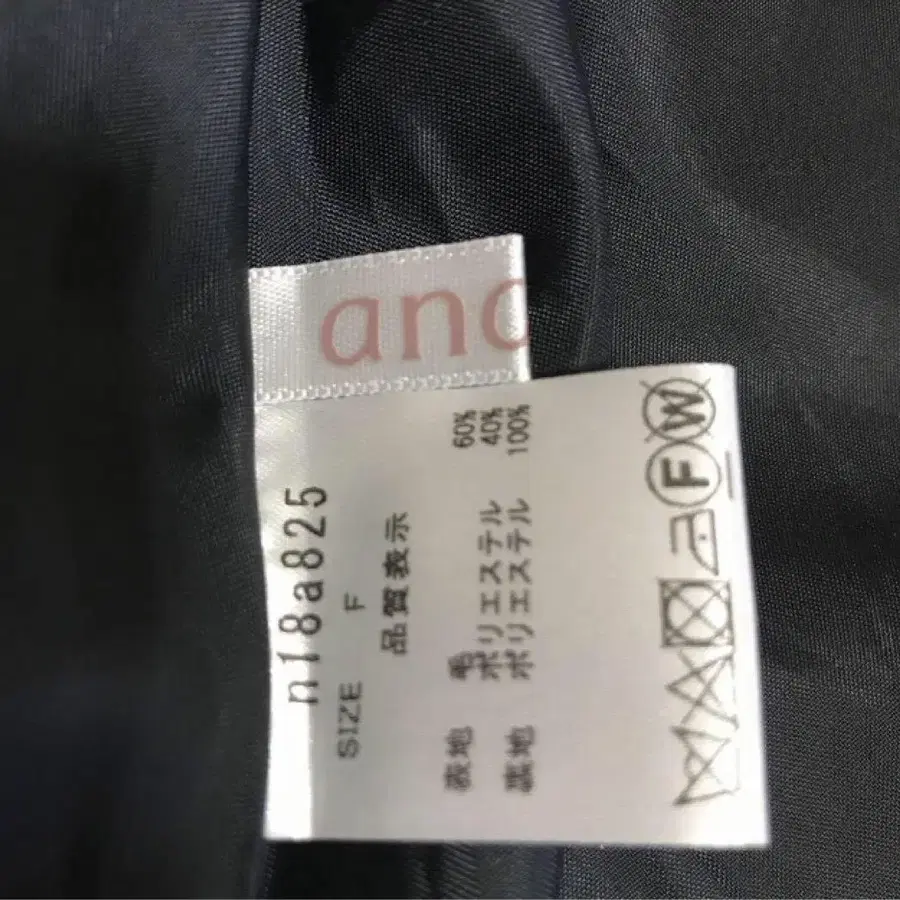 and
n18a825
SIZE F
品質表示
表地 毛 60%
ポリエステル 40%
裏地 ポリエステル 100%
F W